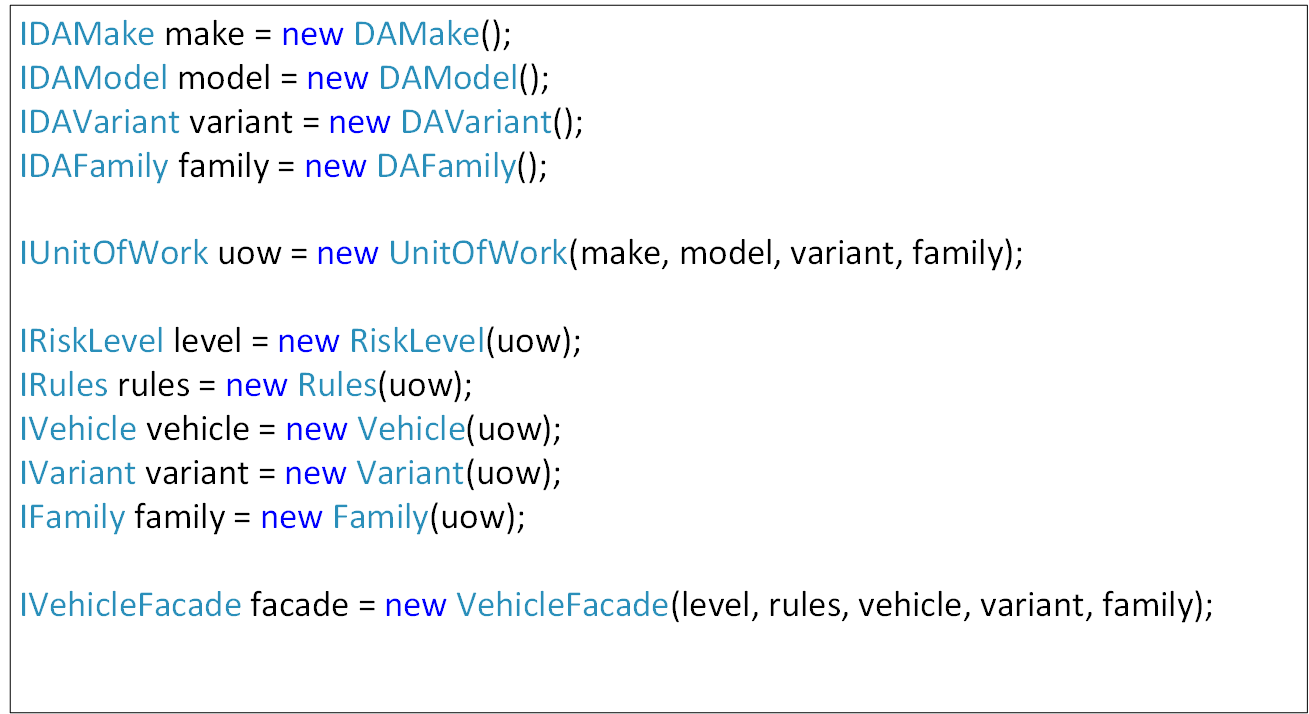 IDAMake make = new DAMake();
IDAModel model = new DAModel();
IDAVariant variant = new DAVariant();
IDAFamily family = new DAFamily();
IUnitOfWork uow = new UnitOfWork(make, model, variant, family);
IRiskLevel level = new RiskLevel(uow);
IRules rules = new Rules(uow);
IVehicle vehicle = new Vehicle(uow);
IVariant variant = new Variant(uow);
IFamily family = new Family(uow);
IVehicleFacade facade = new VehicleFacade(level, rules, vehicle, variant, family);